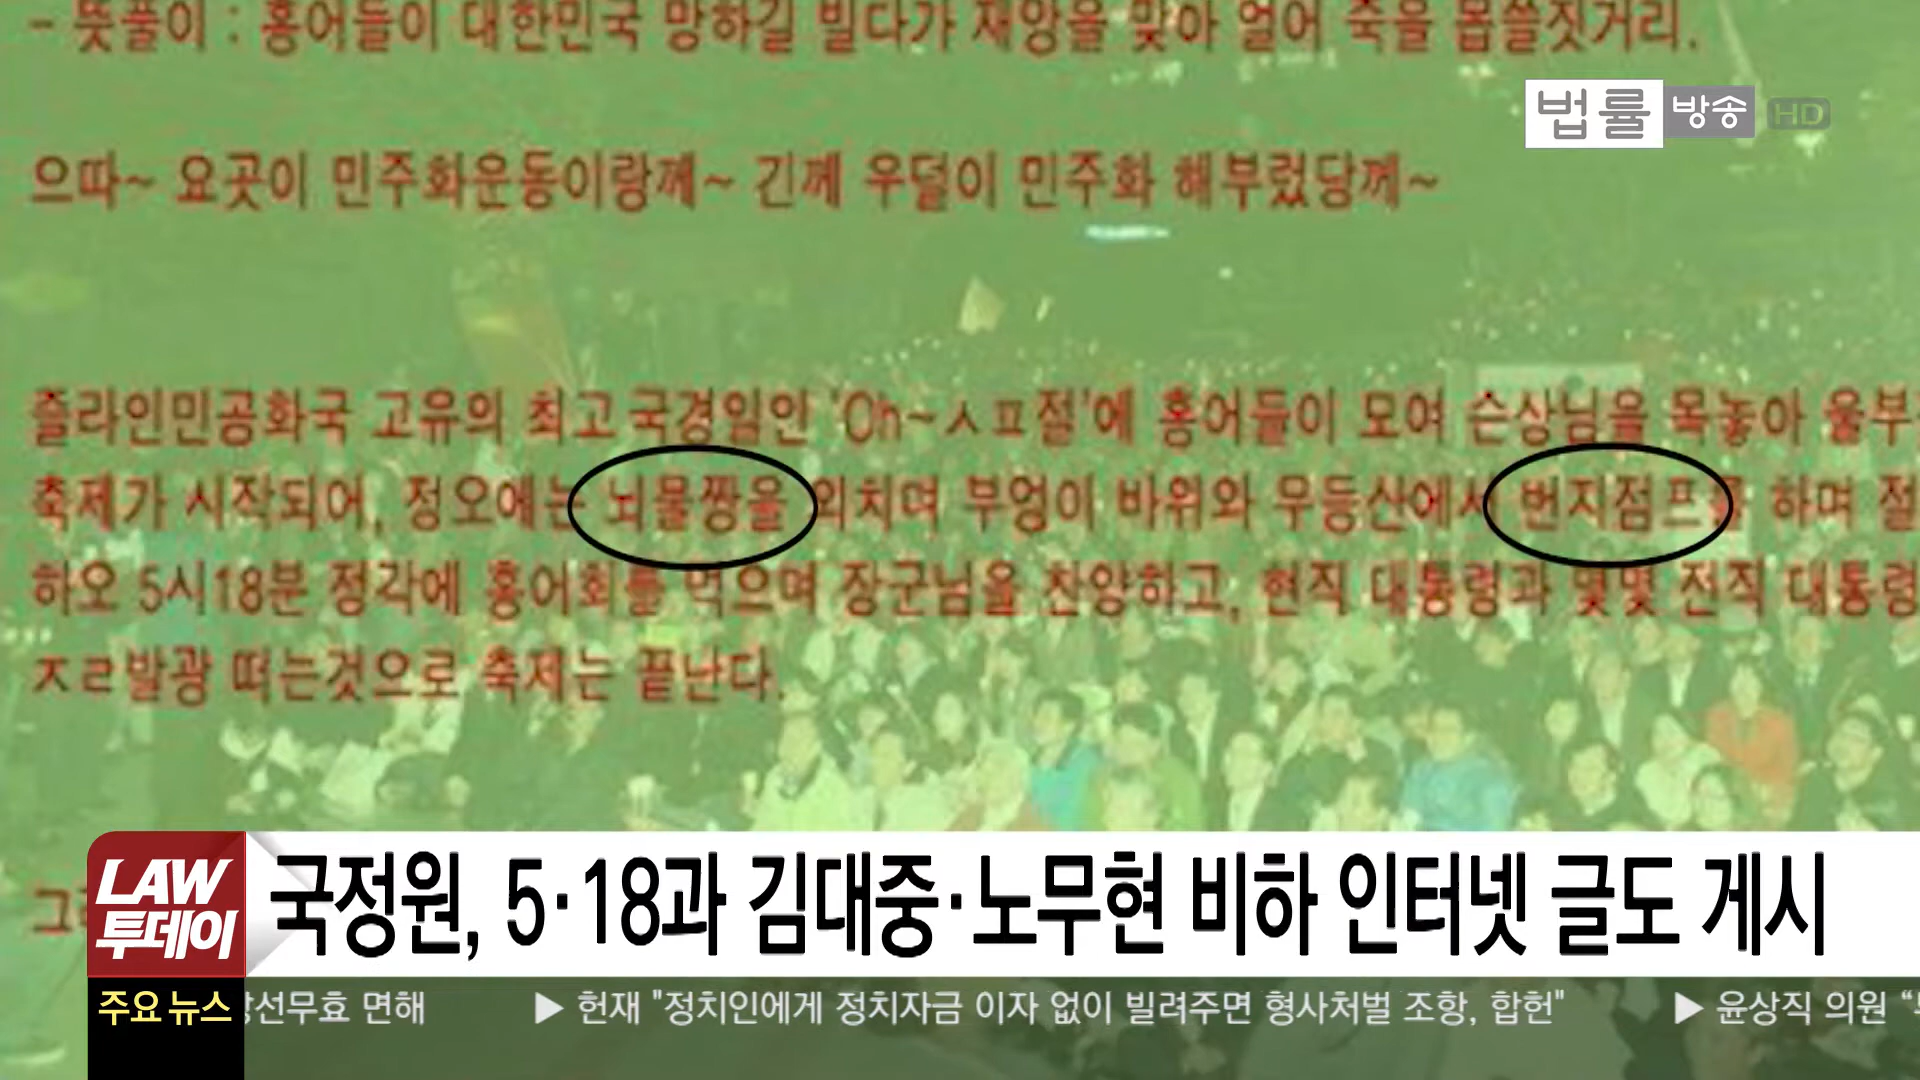 - 뜻풀이 : 홍어들이 대한민국 망하길 빌다가 재앙을 맞아 얼어 죽을 몹쓸짓거리.
법률방송 HD
으따~ 요곳이 민주화운동이랑께~ 긴께 우덜이 민주화 해부렀당께~
즐라인민공화국 고유의 최고 국경일인 'Oh~ㅅㅍ절'에 홍어들이 모여 슨상님을 목놓아 울부
축제가 시작되어, 정오에는 뇌물짱을 외치며 부엉이 바위와 무등산에서 번지점프를 하며 절
하오 5시18분 정각에 홍어회를 먹으며 장군님을 찬양하고, 현직 대통령과 몇몇 전직 대통령
ㅈㄹ발광 떠는것으로 축제는 끝난다.
LAW 투데이
국정원, 5·18과 김대중·노무현 비하 인터넷 글도 게시
주요 뉴스
당선무효 면해 ▶ 헌재 "정치인에게 정치자금 이자 없이 빌려주면 형사처벌 조항, 합헌" ▶ 윤상직 의원